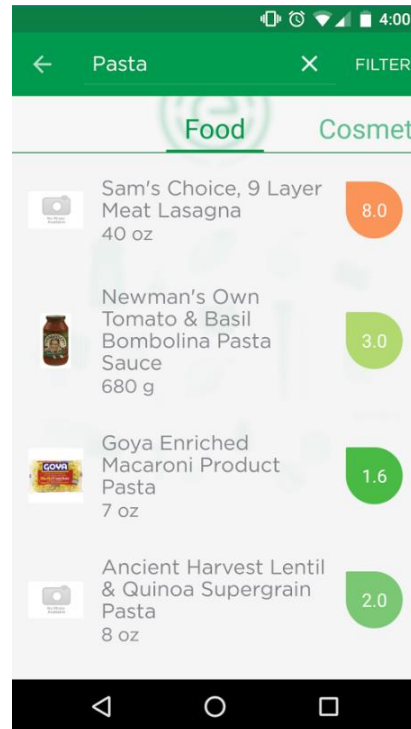 4:00
Pasta
FILTER
Food
Cosmet
Sam's Choice, 9 Layer
Meat Lasagna
40 oz
8.0
Newman's Own
Tomato & Basil
Bombolina Pasta
Sauce
680 g
3.0
GOYA
Goya Enriched
Macaroni Product
Pasta
7 oz
1.6
Ancient Harvest Lentil
& Quinoa Supergrain
Pasta
8 oz
2.0